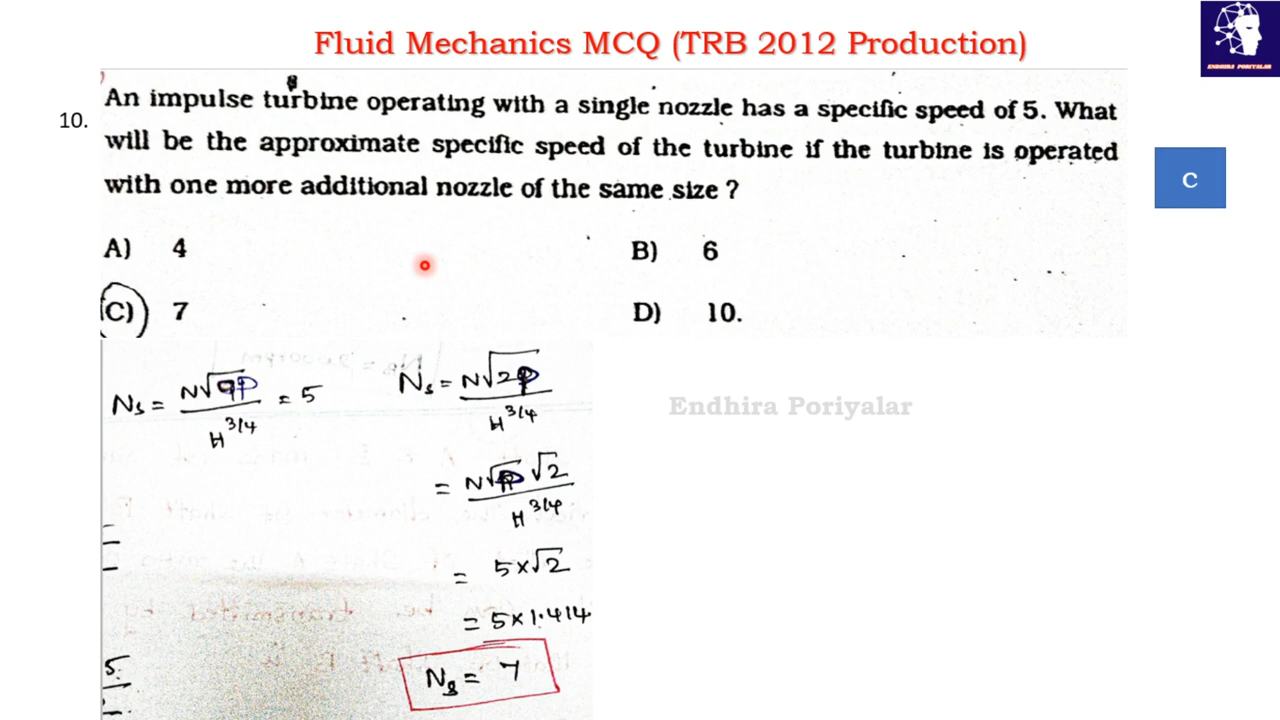 Fluid Mechanics MCQ (TRB 2012 Production)
ENDHIRA PORIYALAR
10.
An impulse turbine operating with a single nozzle has a specific speed of 5. What
will be the approximate specific speed of the turbine if the turbine is operated
with one more additional nozzle of the same size ?
C
A) 4
B) 6
C) 7
D) 10.
Ns = N√P / H^3/4 = 5
Ns = N√2P / H^3/4
= N√P √2 / H^3/4
= 5×√2
= 5×1.414
Ns = 7
Endhira Poriyalar
5.